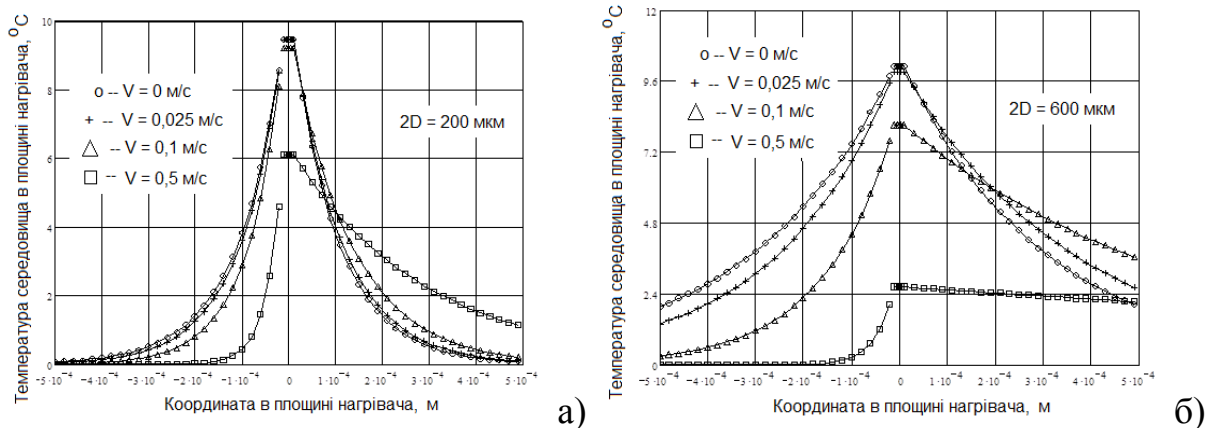 Температура середовища в площині нагрівача, °C
10
8
6
4
2
0
o -- V = 0 м/с
+ -- V = 0,025 м/с
△ -- V = 0,1 м/с
□ -- V = 0,5 м/с
2D = 200 мкм
−5·10⁻⁴ −4·10⁻⁴ −3·10⁻⁴ −2·10⁻⁴ −1·10⁻⁴ 0 1·10⁻⁴ 2·10⁻⁴ 3·10⁻⁴ 4·10⁻⁴ 5·10⁻⁴
Координата в площині нагрівача, м
а)
Температура середовища в площині нагрівача, °C
12
9.6
7.2
4.8
2.4
0
o -- V = 0 м/с
+ -- V = 0,025 м/с
△ -- V = 0,1 м/с
□ -- V = 0,5 м/с
2D = 600 мкм
−5·10⁻⁴ −4·10⁻⁴ −3·10⁻⁴ −2·10⁻⁴ −1·10⁻⁴ 0 1·10⁻⁴ 2·10⁻⁴ 3·10⁻⁴ 4·10⁻⁴ 5·10⁻⁴
Координата в площині нагрівача, м
б)